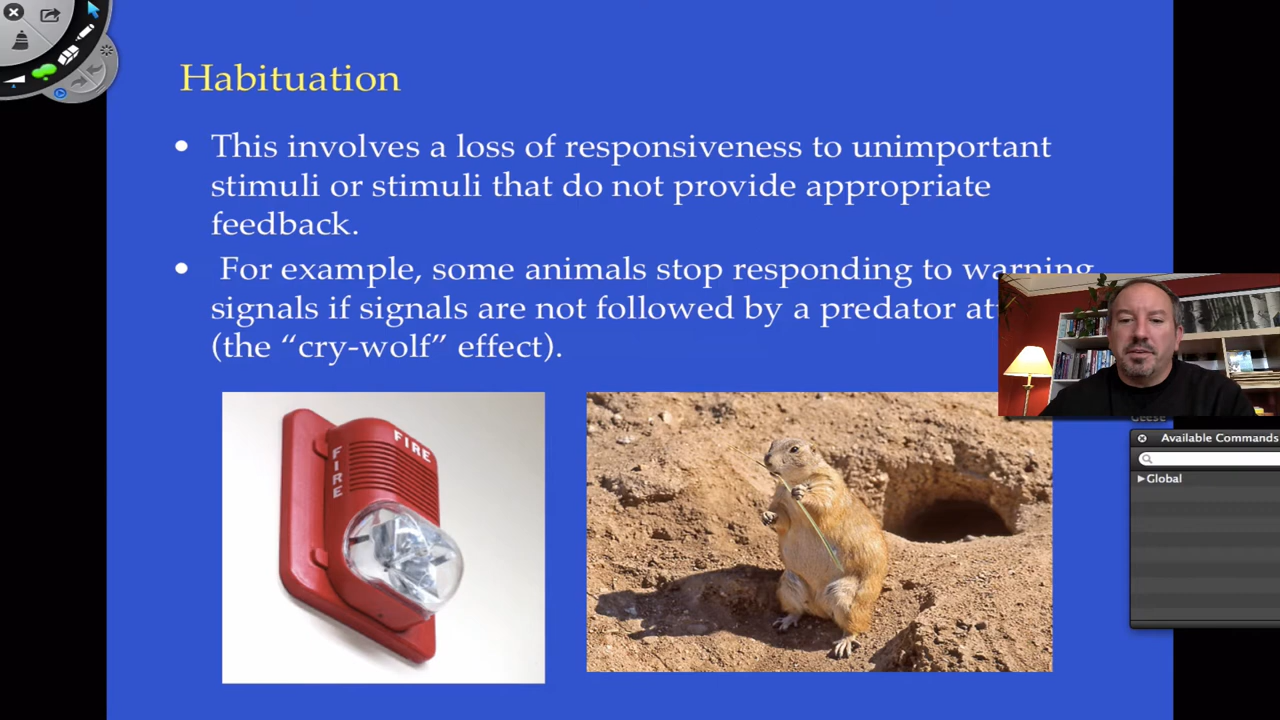 Habituation
• This involves a loss of responsiveness to unimportant
stimuli or stimuli that do not provide appropriate
feedback.
• For example, some animals stop responding to warning
signals if signals are not followed by a predator
(the “cry-wolf” effect).
FIRE
FIRE
Geese
Available Commands
Global